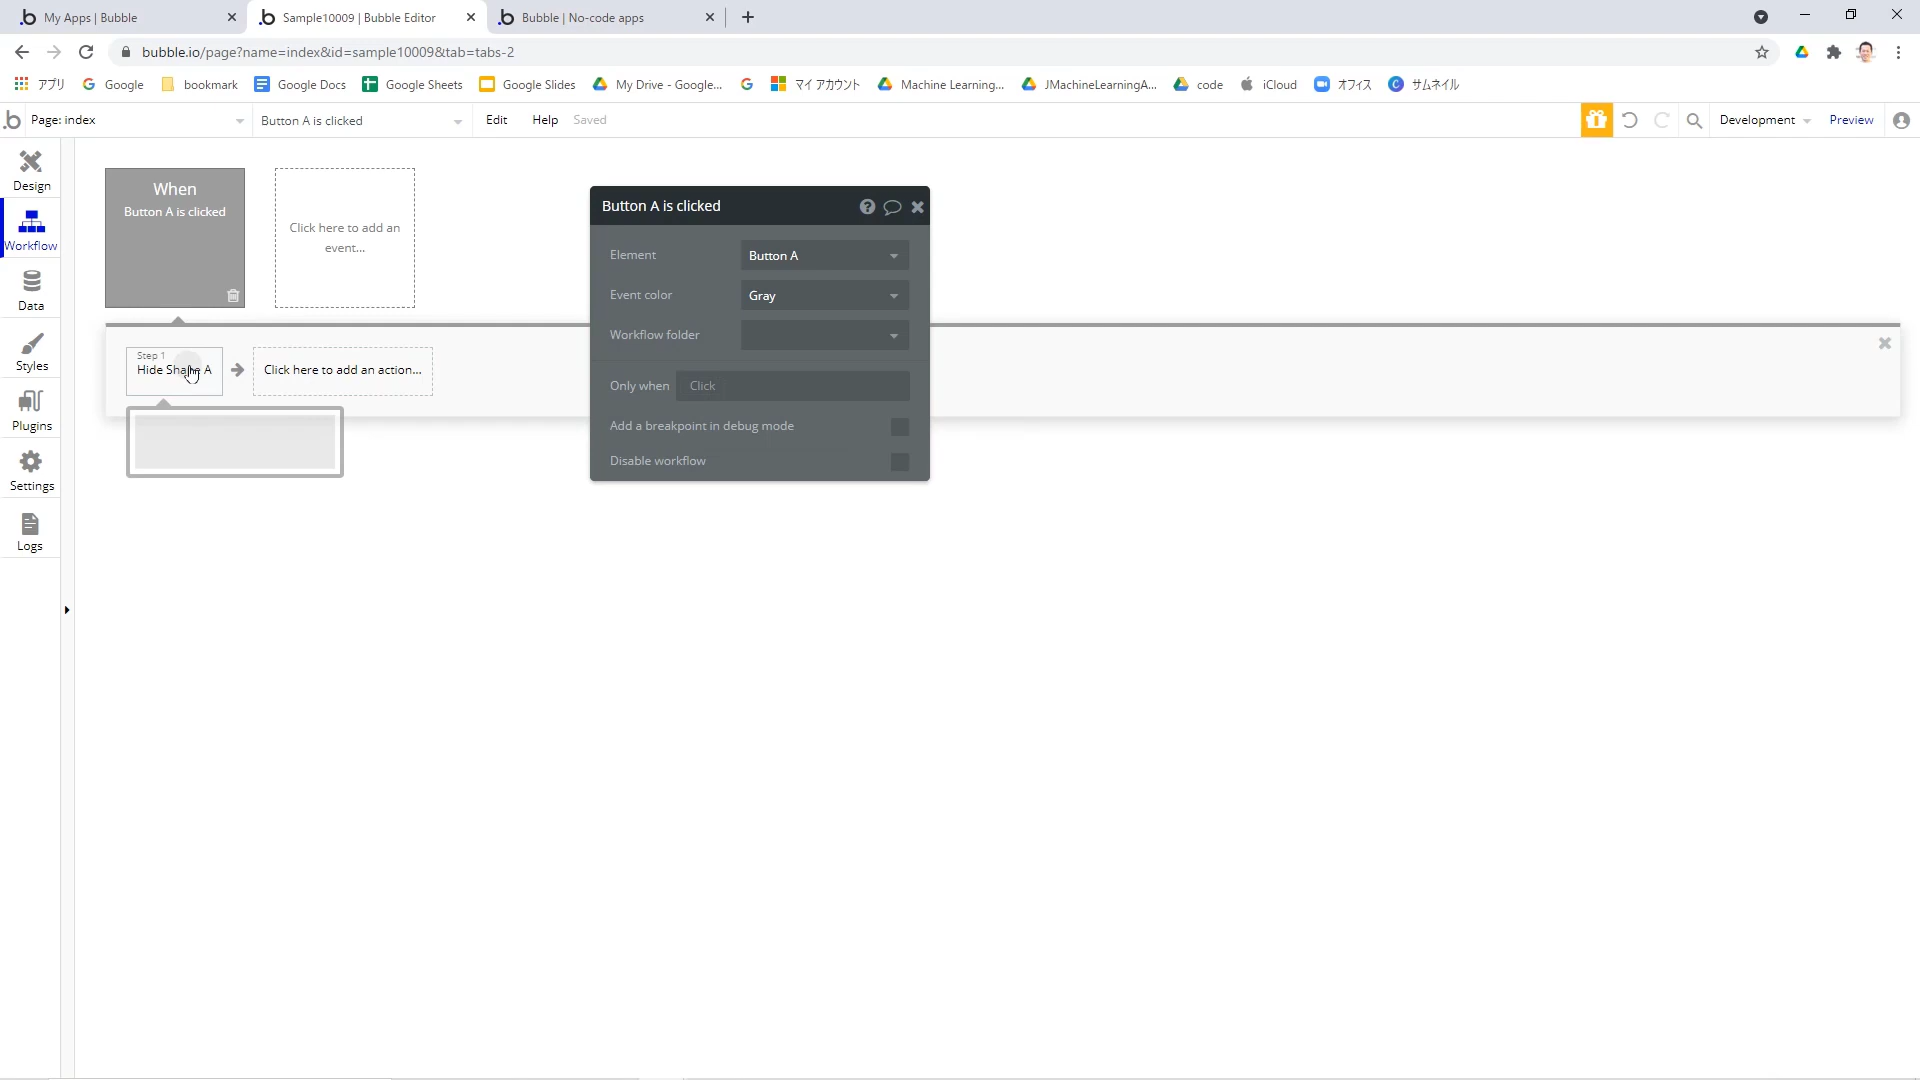 My Apps | Bubble
Sample10009 | Bubble Editor
Bubble | No-code apps
bubble.io/page?name=index&id=sample10009&tab=tabs-2
アプリ
Google
bookmark
Google Docs
Google Sheets
Google Slides
My Drive - Google...
マイ アカウント
Machine Learning...
JMachineLearningA...
code
iCloud
オフィス
サムネイル
Page: index
Button A is clicked
Edit
Help
Saved
Development
Preview
Design
Workflow
Data
Styles
Plugins
Settings
Logs
When
Button A is clicked
Click here to add an
event...
Step 1
Hide Shape A
Click here to add an action...
Button A is clicked
Element
Button A
Event color
Gray
Workflow folder
Only when
Click
Add a breakpoint in debug mode
Disable workflow